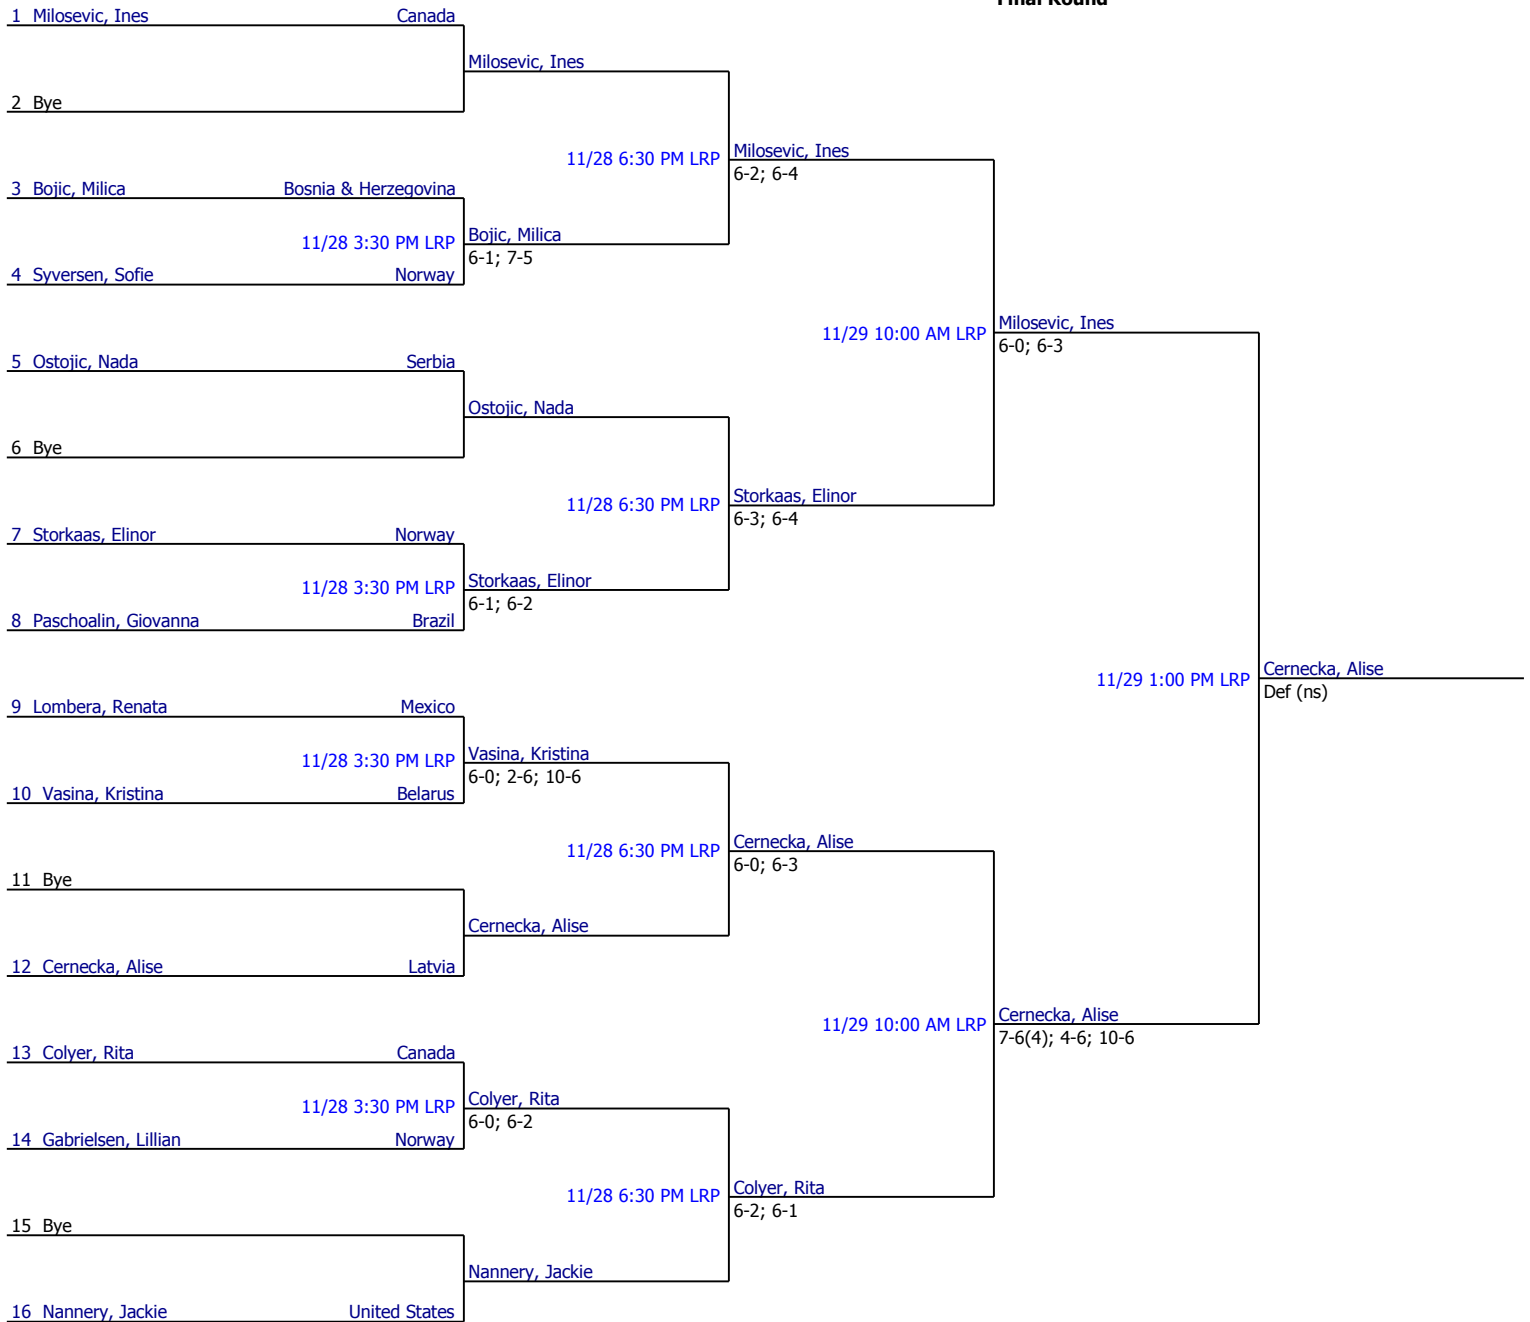 Final Round
1 Milosevic, Ines Canada
Milosevic, Ines
2 Bye
11/28 6:30 PM LRP Milosevic, Ines
6-2; 6-4
3 Bojic, Milica Bosnia & Herzegovina
11/28 3:30 PM LRP Bojic, Milica
6-1; 7-5
4 Syversen, Sofie Norway
11/29 10:00 AM LRP Milosevic, Ines
6-0; 6-3
5 Ostojic, Nada Serbia
Ostojic, Nada
6 Bye
11/28 6:30 PM LRP Storkaas, Elinor
6-3; 6-4
7 Storkaas, Elinor Norway
11/28 3:30 PM LRP Storkaas, Elinor
6-1; 6-2
8 Paschoalin, Giovanna Brazil
11/29 1:00 PM LRP Cernecka, Alise
Def (ns)
9 Lombera, Renata Mexico
11/28 3:30 PM LRP Vasina, Kristina
6-0; 2-6; 10-6
10 Vasina, Kristina Belarus
11/28 6:30 PM LRP Cernecka, Alise
6-0; 6-3
11 Bye
Cernecka, Alise
12 Cernecka, Alise Latvia
11/29 10:00 AM LRP Cernecka, Alise
7-6(4); 4-6; 10-6
13 Colyer, Rita Canada
11/28 3:30 PM LRP Colyer, Rita
6-0; 6-2
14 Gabrielsen, Lillian Norway
11/28 6:30 PM LRP Colyer, Rita
6-2; 6-1
15 Bye
Nannery, Jackie
16 Nannery, Jackie United States